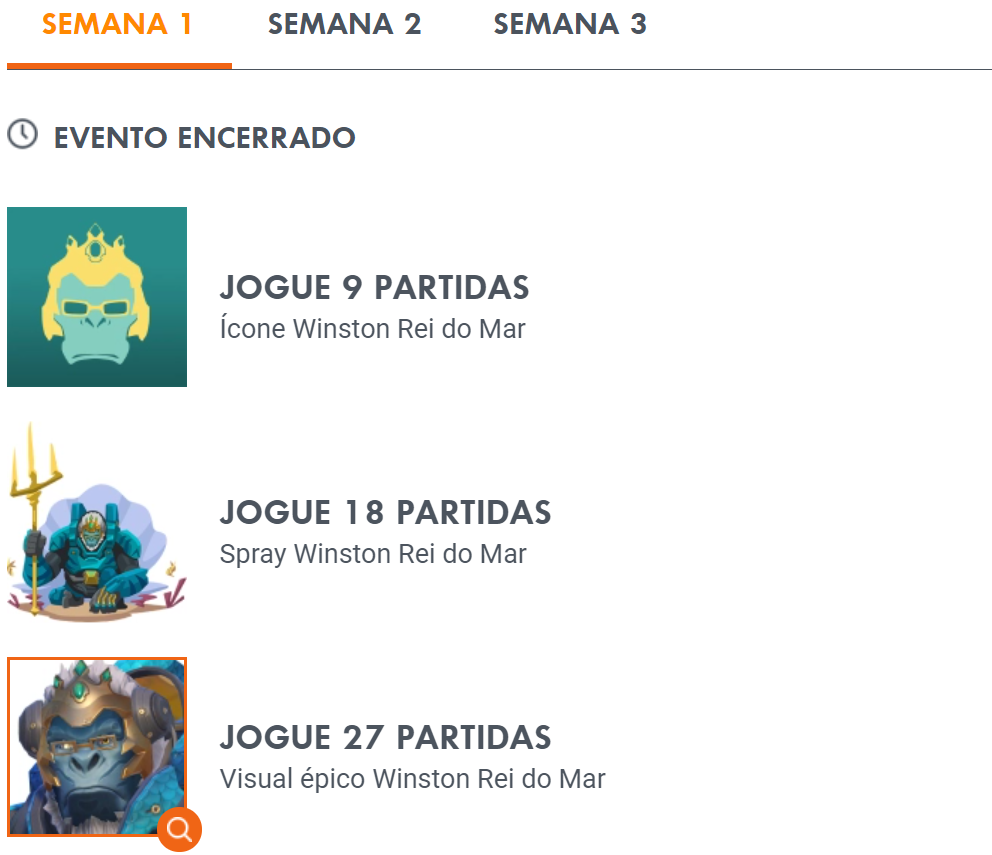 SEMANA 1 SEMANA 2 SEMANA 3
EVENTO ENCERRADO
JOGUE 9 PARTIDAS
Ícone Winston Rei do Mar
JOGUE 18 PARTIDAS
Spray Winston Rei do Mar
JOGUE 27 PARTIDAS
Visual épico Winston Rei do Mar